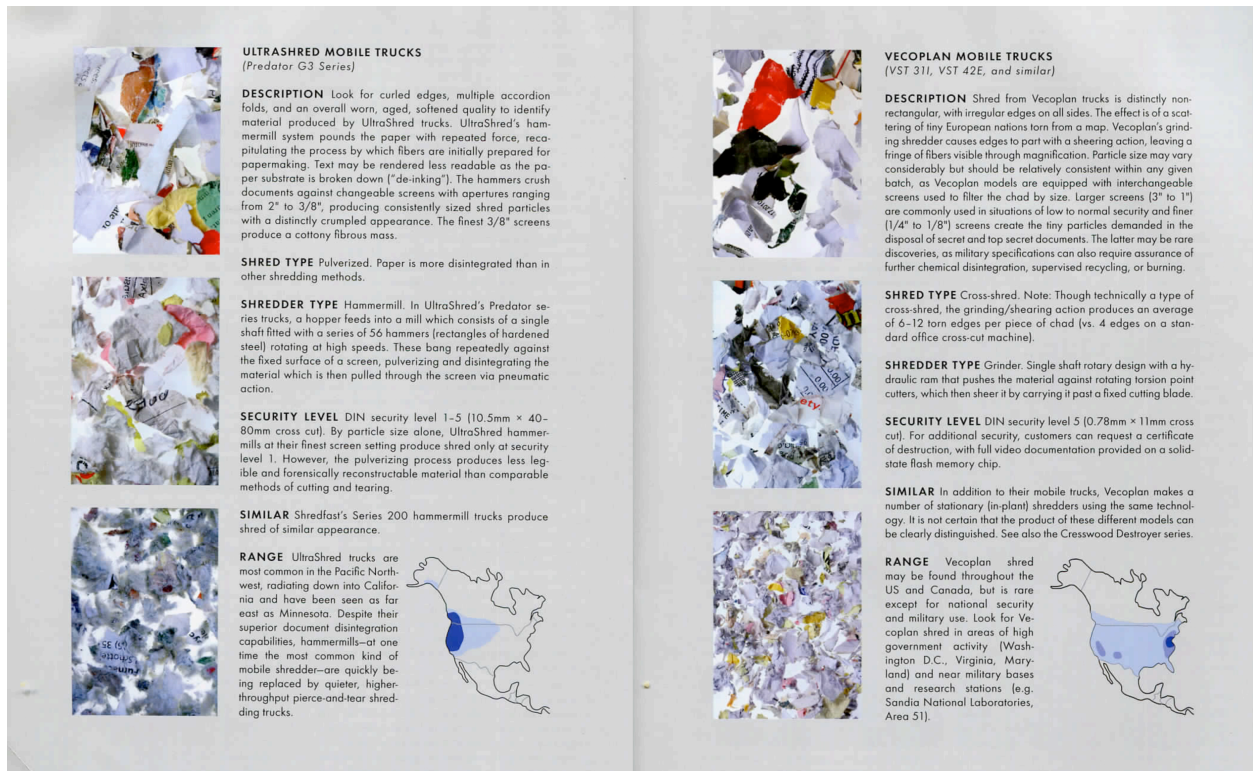 ULTRASHRED MOBILE TRUCKS
(Predator G3 Series)
DESCRIPTION Look for curled edges, multiple accordion
folds, and an overall worn, aged, softened quality to identify
material produced by UltraShred trucks. UltraShred's ham-
mermill system pounds the paper with repeated force, reca-
pitulating the process by which fibers are initially prepared for
papermaking. Text may be rendered less readable as the pa-
per substrate is broken down ("de-inking"). The hammers crush
documents against changeable screens with apertures ranging
from 2" to 3/8", producing consistently sized shred particles
with a distinctly crumpled appearance. The finest 3/8" screens
produce a cottony fibrous mass.
SHRED TYPE Pulverized. Paper is more disintegrated than in
other shredding methods.
SHREDDER TYPE Hammermill. In UltraShred's Predator se-
ries trucks, a hopper feeds into a mill which consists of a single
shaft fitted with a series of 56 hammers (rectangles of hardened
steel) rotating at high speeds. These bang repeatedly against
the fixed surface of a screen, pulverizing and disintegrating the
material which is then pulled through the screen via pneumatic
action.
SECURITY LEVEL DIN security level 1–5 (10.5mm × 40–
80mm cross cut). By particle size alone, UltraShred hammer-
mills at their finest screen setting produce shred only at security
level 1. However, the pulverizing process produces less leg-
ible and forensically reconstructable material than comparable
methods of cutting and tearing.
SIMILAR Shredfast's Series 200 hammermill trucks produce
shred of similar appearance.
RANGE UltraShred trucks are
most common in the Pacific North-
west, radiating down into Califor-
nia and have been seen as far
east as Minnesota. Despite their
superior document disintegration
capabilities, hammermills—at one
time the most common kind of
mobile shredder—are quickly be-
ing replaced by quieter, higher-
throughput pierce-and-tear shred-
ding trucks.
VECOPLAN MOBILE TRUCKS
(VST 31I, VST 42E, and similar)
DESCRIPTION Shred from Vecoplan trucks is distinctly non-
rectangular, with irregular edges on all sides. The effect is of a scat-
tering of tiny European nations torn from a map. Vecoplan's grind-
ing shredder causes edges to part with a sheering action, leaving a
fringe of fibers visible through magnification. Particle size may vary
considerably but should be relatively consistent within any given
batch, as Vecoplan models are equipped with interchangeable
screens used to filter the chad by size. Larger screens (3" to 1")
are commonly used in situations of low to normal security and finer
(1/4" to 1/8") screens create the tiny particles demanded in the
disposal of secret and top secret documents. The latter may be rare
discoveries, as military specifications can also require assurance of
further chemical disintegration, supervised recycling, or burning.
SHRED TYPE Cross-shred. Note: Though technically a type of
cross-shred, the grinding/shearing action produces an average
of 6–12 torn edges per piece of chad (vs. 4 edges on a stan-
dard office cross-cut machine).
SHREDDER TYPE Grinder. Single shaft rotary design with a hy-
draulic ram that pushes the material against rotating torsion point
cutters, which then sheer it by carrying it past a fixed cutting blade.
SECURITY LEVEL DIN security level 5 (0.78mm × 11mm cross
cut). For additional security, customers can request a certificate
of destruction, with full video documentation provided on a solid-
state flash memory chip.
SIMILAR In addition to their mobile trucks, Vecoplan makes a
number of stationary (in-plant) shredders using the same technol-
ogy. It is not certain that the product of these different models can
be clearly distinguished. See also the Cresswood Destroyer series.
RANGE Vecoplan shred
may be found throughout the
US and Canada, but is rare
except for national security
and military use. Look for Ve-
coplan shred in areas of high
government activity (Wash-
ington D.C., Virginia, Mary-
land) and near military bases
and research stations (e.g.
Sandia National Laboratories,
Area 51).